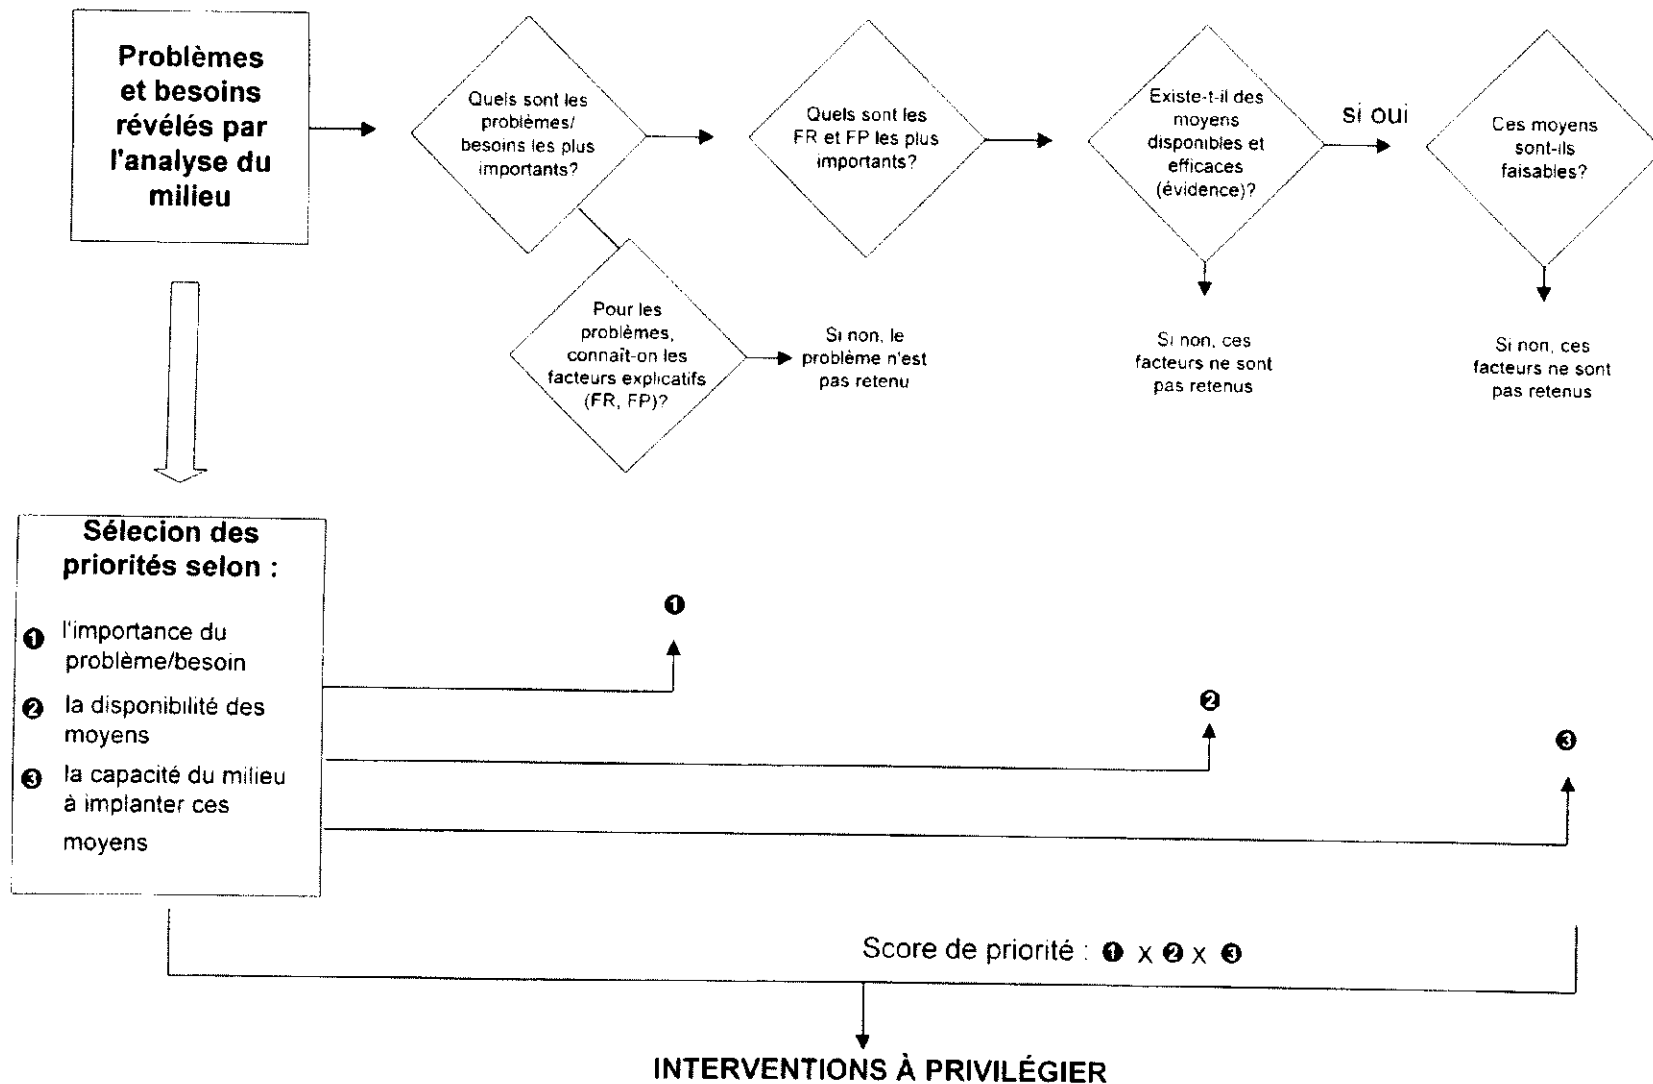 Problèmes
et besoins
révélés par
l'analyse du
milieu
Quels sont les
problèmes/
besoins les plus
importants?
Quels sont les
FR et FP les plus
importants?
Existe-t-il des
moyens
disponibles et
efficaces
(évidence)?
si oui
Ces moyens
sont-ils
faisables?
Pour les
problèmes,
connaît-on les
facteurs explicatifs
(FR, FP)?
Si non, le
problème n'est
pas retenu
Si non, ces
facteurs ne sont
pas retenus
Si non, ces
facteurs ne sont
pas retenus
Sélecion des
priorités selon :
❶ l'importance du
problème/besoin
❷ la disponibilité des
moyens
❸ la capacité du milieu
à implanter ces
moyens
❶
❷
❸
Score de priorité : ❶ x ❷ x ❸
INTERVENTIONS À PRIVILÉGIER